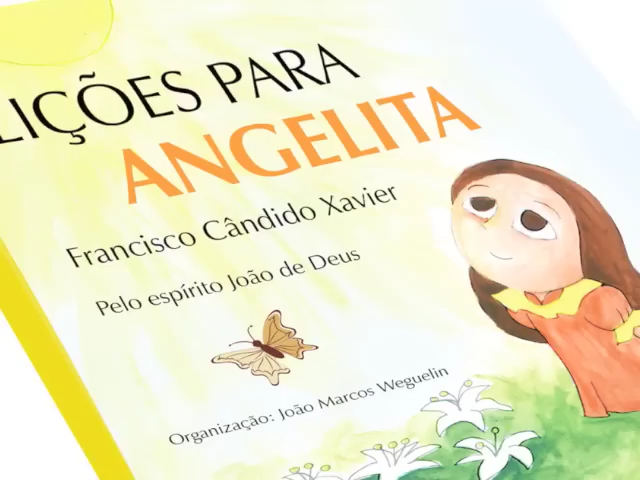 LIÇÕES PARA
ANGELITA
Francisco Cândido Xavier
Pelo espírito João de Deus
Organização: João Marcos Weguelin